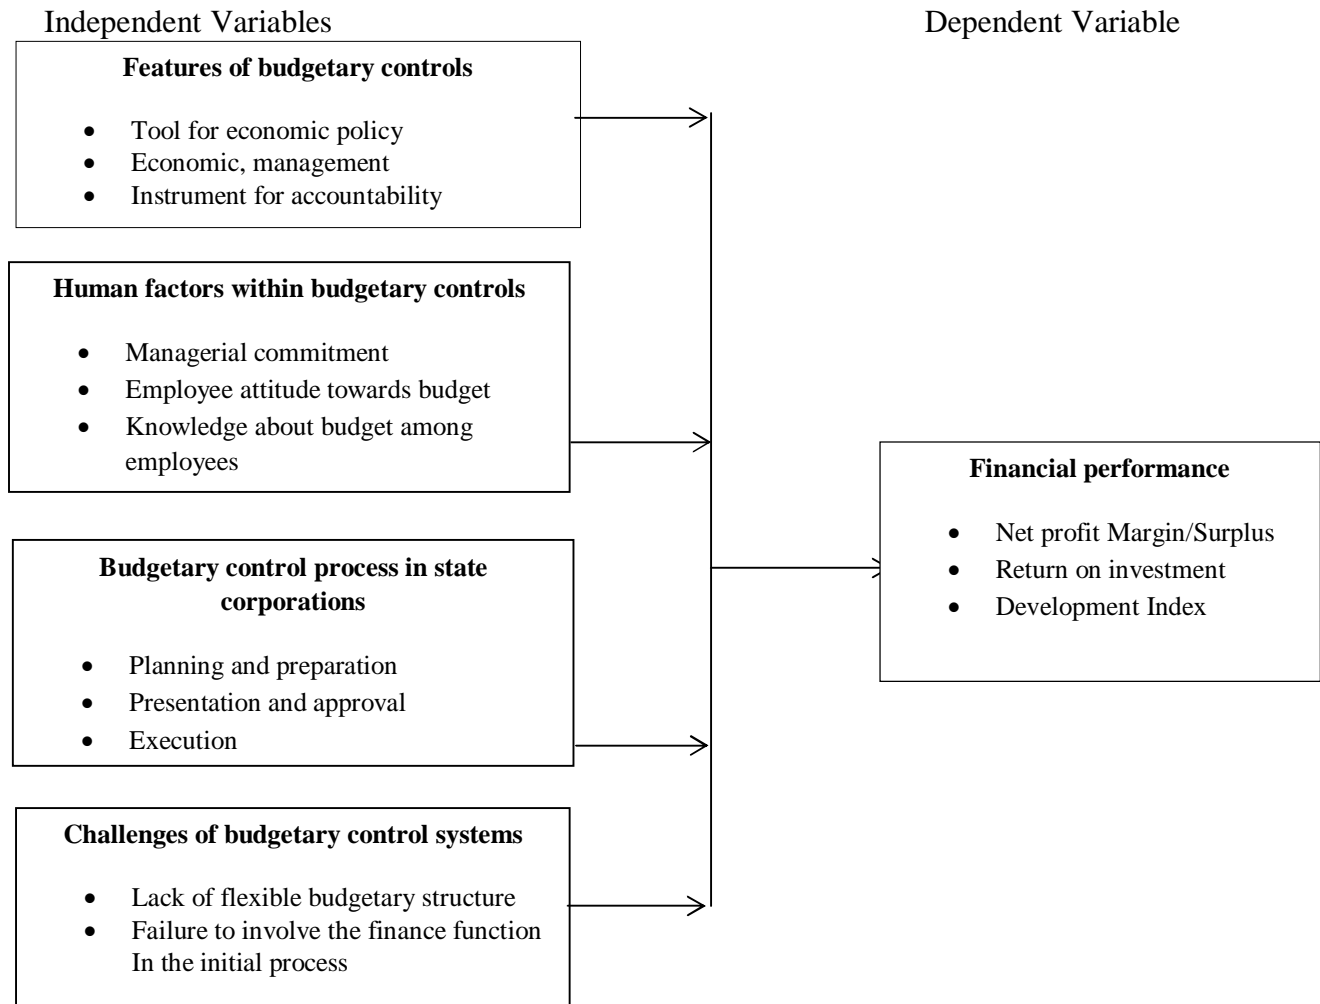 Independent Variables
Dependent Variable
Features of budgetary controls
• Tool for economic policy
• Economic, management
• Instrument for accountability
Human factors within budgetary controls
• Managerial commitment
• Employee attitude towards budget
• Knowledge about budget among
employees
Budgetary control process in state
corporations
• Planning and preparation
• Presentation and approval
• Execution
Challenges of budgetary control systems
• Lack of flexible budgetary structure
• Failure to involve the finance function
In the initial process
Financial performance
• Net profit Margin/Surplus
• Return on investment
• Development Index